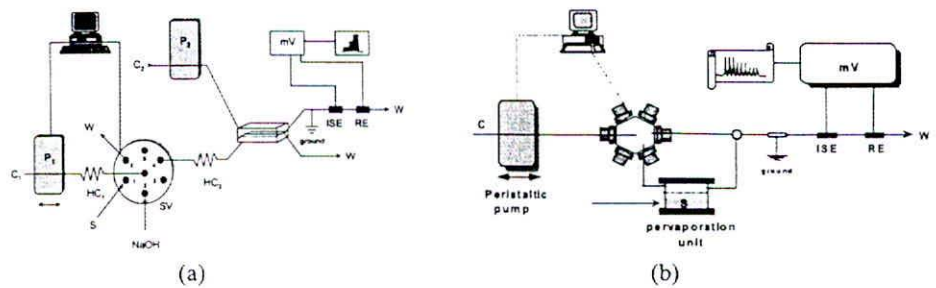 P₂
C₂
mV
W
ISE
RE
ground
W
W
P₁
C₁
HC₁
HC₂
SV
S
NaOH
(a)
mV
C
ISE
RE
W
ground
Peristaltic
pump
S
pervaporation
unit
(b)